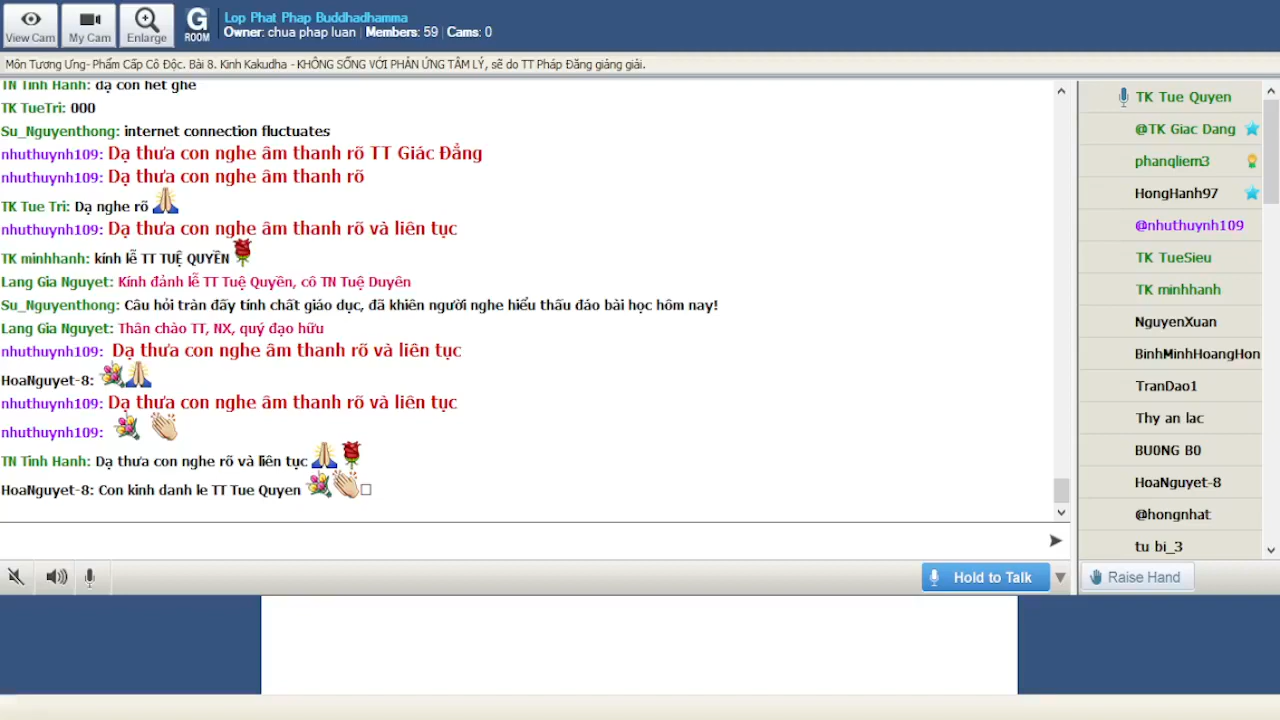 View Cam
My Cam
Enlarge
G
ROOM
Lop Phat Phap Buddhadhamma
Owner: chua phap luan | Members: 59 | Cams: 0
Môn Tương Ưng- Phẩm Cấp Cô Độc. Bài 8. Kinh Kakudha - KHÔNG SỐNG VỚI PHẢN ỨNG TÂM LÝ, sẽ do TT Pháp Đăng giảng giải.
TN Tinh Hanh: dạ con het ghe
TK TueTri: 000
Su_Nguyenthong: internet connection fluctuates
nhuthuynh109: Dạ thưa con nghe âm thanh rõ TT Giác Đẳng
nhuthuynh109: Dạ thưa con nghe âm thanh rõ
TK Tue Tri: Dạ nghe rõ
nhuthuynh109: Dạ thưa con nghe âm thanh rõ và liên tục
TK minhhanh: kính lễ TT TUỆ QUYỀN
Lang Gia Nguyet: Kính đảnh lễ TT Tuệ Quyền, cô TN Tuệ Duyên
Su_Nguyenthong: Câu hỏi tràn đầy tính chất giáo dục, đã khiên người nghe hiểu thấu đáo bài học hôm nay!
Lang Gia Nguyet: Thân chào TT, NX, quý đạo hữu
nhuthuynh109: Dạ thưa con nghe âm thanh rõ và liên tục
HoaNguyet-8:
nhuthuynh109: Dạ thưa con nghe âm thanh rõ và liên tục
nhuthuynh109:
TN Tinh Hanh: Dạ thưa con nghe rõ và liên tục
HoaNguyet-8: Con kinh danh le TT Tue Quyen
TK Tue Quyen
@TK Giac Dang
phanqliem3
HongHanh97
@nhuthuynh109
TK TueSieu
TK minhhanh
NguyenXuan
BinhMinhHoangHon
TranDao1
Thy an lac
BU0NG B0
HoaNguyet-8
@hongnhat
tu bi_3
Hold to Talk
Raise Hand